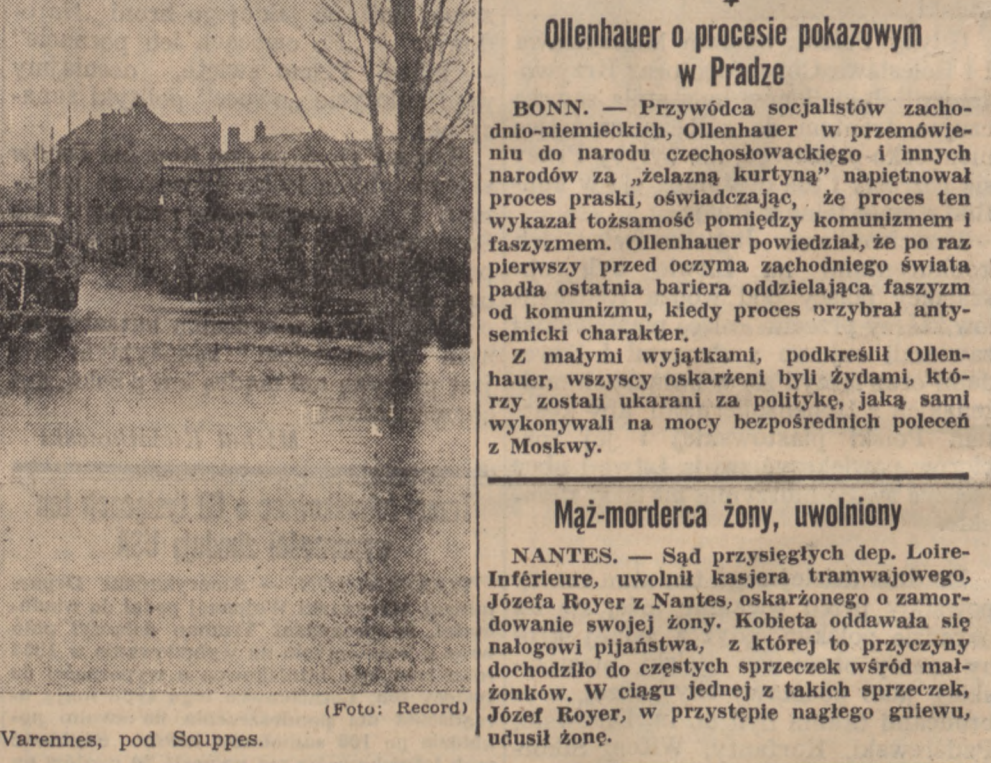 (Foto: Record)
Varennes, pod Souppes.
Ollenhauer o procesie pokazowym
w Pradze
BONN. — Przywódca socjalistów zacho-
dnio-niemieckich, Ollenhauer w przemówie-
niu do narodu czechosłowackięgo i innych
narodów za „żelazną kurtyną” napiętnował
proces praski, oświadczając, że proces ten
wykazał tożsamość pomiędzy komunizmem i
faszyzmem. Ollenhauer powiedział, że po raz
pierwszy przed oczyma zachodniego świata
padła ostatnia bariera oddzielająca faszyzm
od komunizmu, kiedy proces przybrał anty-
semicki charakter.
Z małymi wyjątkami, podkreślił Ollen-
hauer, wszyscy oskarżeni byli Żydami, któ-
rzy zostali ukarani za politykę, jaką sami
wykonywali na mocy bezpośrednich poleceń
z Moskwy.
Mąż-morderca żony, uwolniony
NANTES. — Sąd przysięgłych dep. Loire-
Inférieure, uwolnił kasjera tramwajowego,
Józefa Royer z Nantes, oskarżonego o zamor-
dowanie swojej żony. Kobieta oddawała się
nałogowi pijaństwa, z której to przyczyny
dochodziło do częstych sprzeczek wśród mał-
żonków. W ciągu jednej z takich sprzeczek,
Józef Royer, w przystępie nagłego gniewu,
udusił żonę.